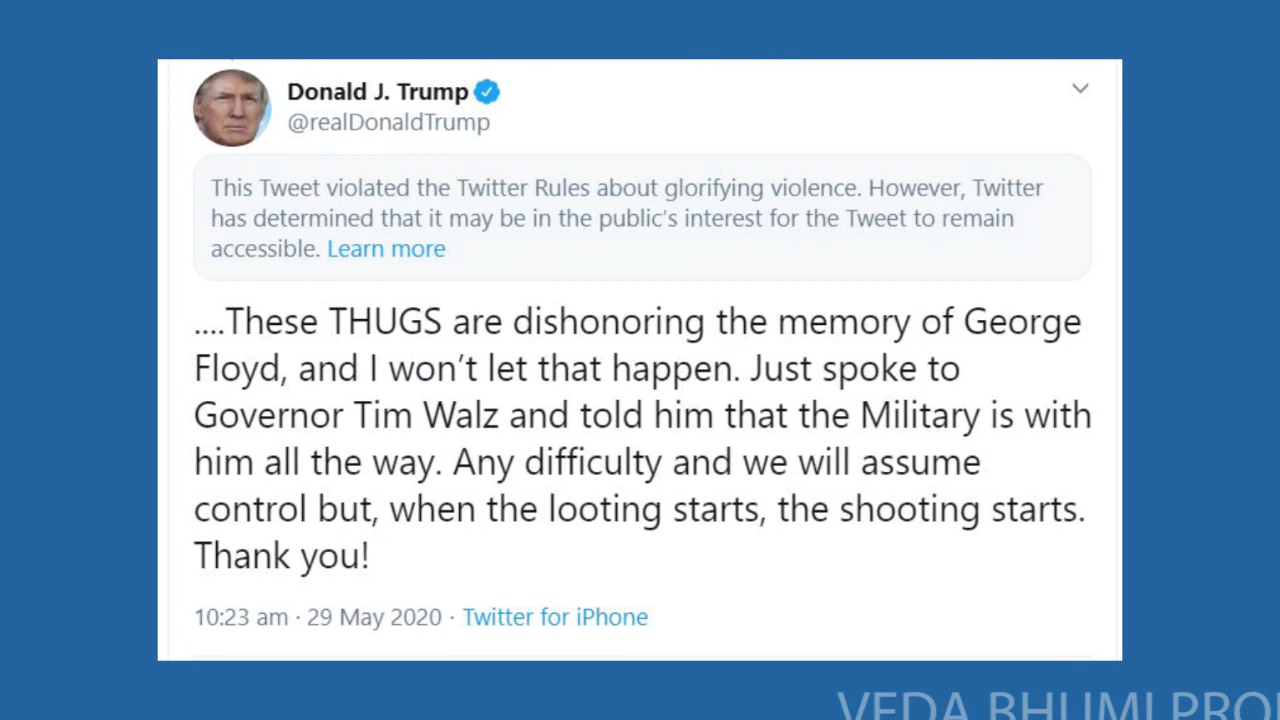 Donald J. Trump
@realDonaldTrump
This Tweet violated the Twitter Rules about glorifying violence. However, Twitter
has determined that it may be in the public's interest for the Tweet to remain
accessible. Learn more
....These THUGS are dishonoring the memory of George
Floyd, and I won't let that happen. Just spoke to
Governor Tim Walz and told him that the Military is with
him all the way. Any difficulty and we will assume
control but, when the looting starts, the shooting starts.
Thank you!
10:23 am · 29 May 2020 · Twitter for iPhone
VEDA BHUMI